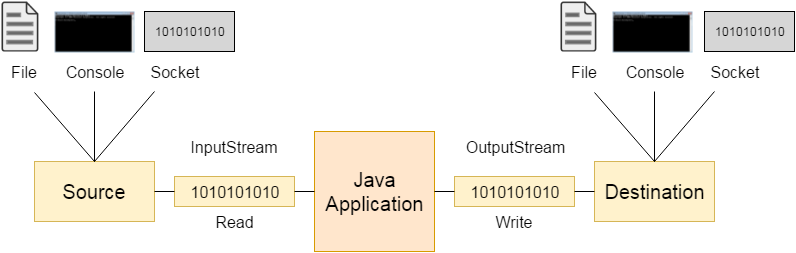 1010101010
1010101010
File Console Socket
File Console Socket
InputStream
OutputStream
Source
1010101010
Java
Application
1010101010
Destination
Read
Write